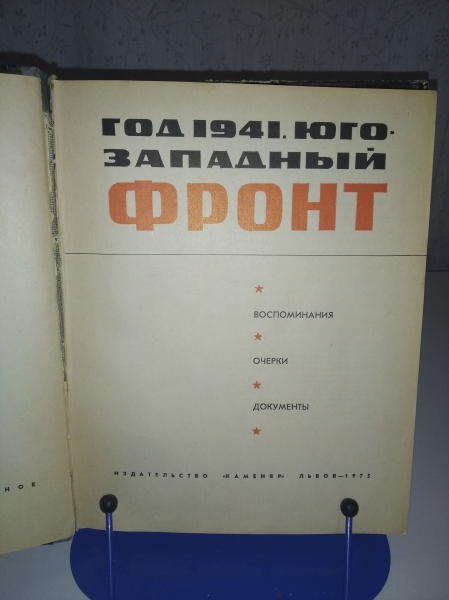 ГОД 1941. ЮГО-
ЗАПАДНЫЙ
ФРОНТ
ВОСПОМИНАНИЯ
ОЧЕРКИ
ДОКУМЕНТЫ
ИЗДАТЕЛЬСТВО «КАМЕНЯР» ЛЬВОВ—1975